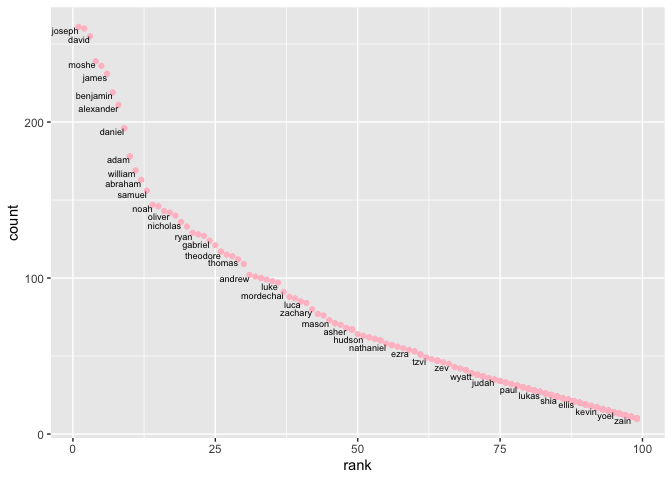 joseph
david
moshe
james
benjamin
alexander
daniel
adam
william
abraham
samuel
noah
oliver
nicholas
ryan
gabriel
theodore
thomas
andrew
luke
mordechai
luca
zachary
mason
asher
hudson
nathaniel
ezra
tzvi
zev
wyatt
judah
paul
lukas
shia
ellis
kevin
yoel
zain
200
100
0
count
0 25 50 75 100
rank